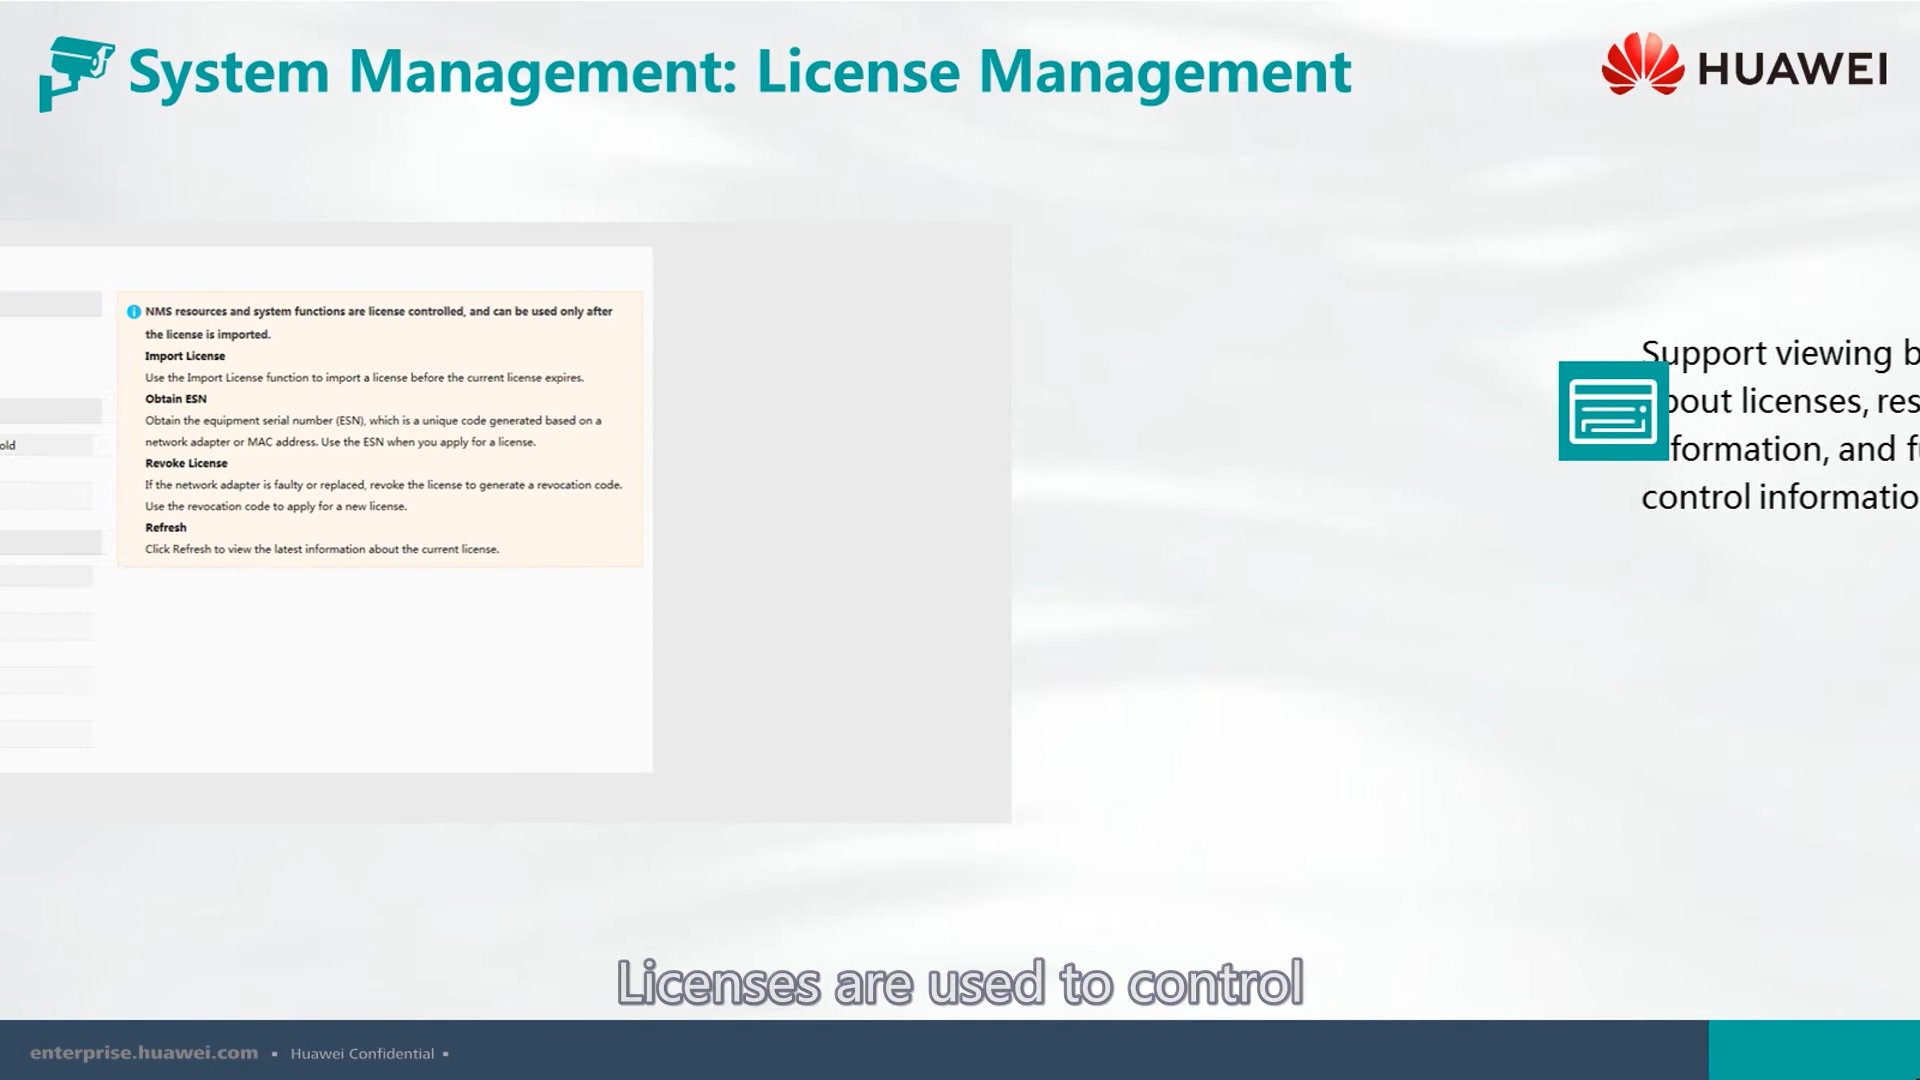 System Management: License Management
HUAWEI
old
NMS resources and system functions are license controlled, and can be used only after
the license is imported.
Import License
Use the Import License function to import a license before the current license expires.
Obtain ESN
Obtain the equipment serial number (ESN), which is a unique code generated based on a
network adapter or MAC address. Use the ESN when you apply for a license.
Revoke License
If the network adapter is faulty or replaced, revoke the license to generate a revocation code.
Use the revocation code to apply for a new license.
Refresh
Click Refresh to view the latest information about the current license.
Support viewing b
bout licenses, res
formation, and fu
control informatio
Licenses are used to control
enterprise.huawei.com ▪ Huawei Confidential ▪